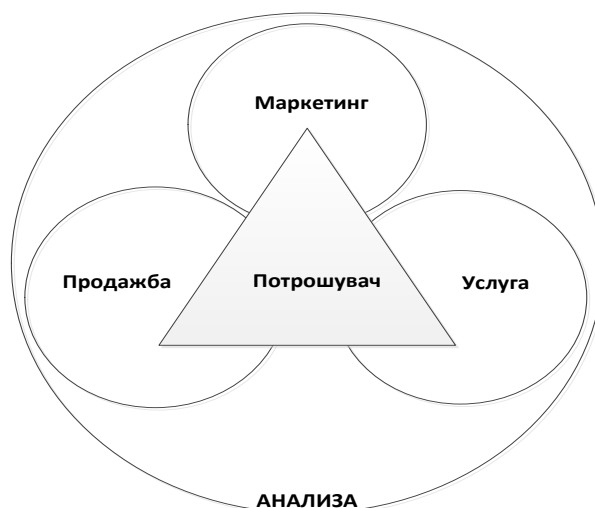 Маркетинг
Продажба
Потрошувач
Услуга
АНАЛИЗА